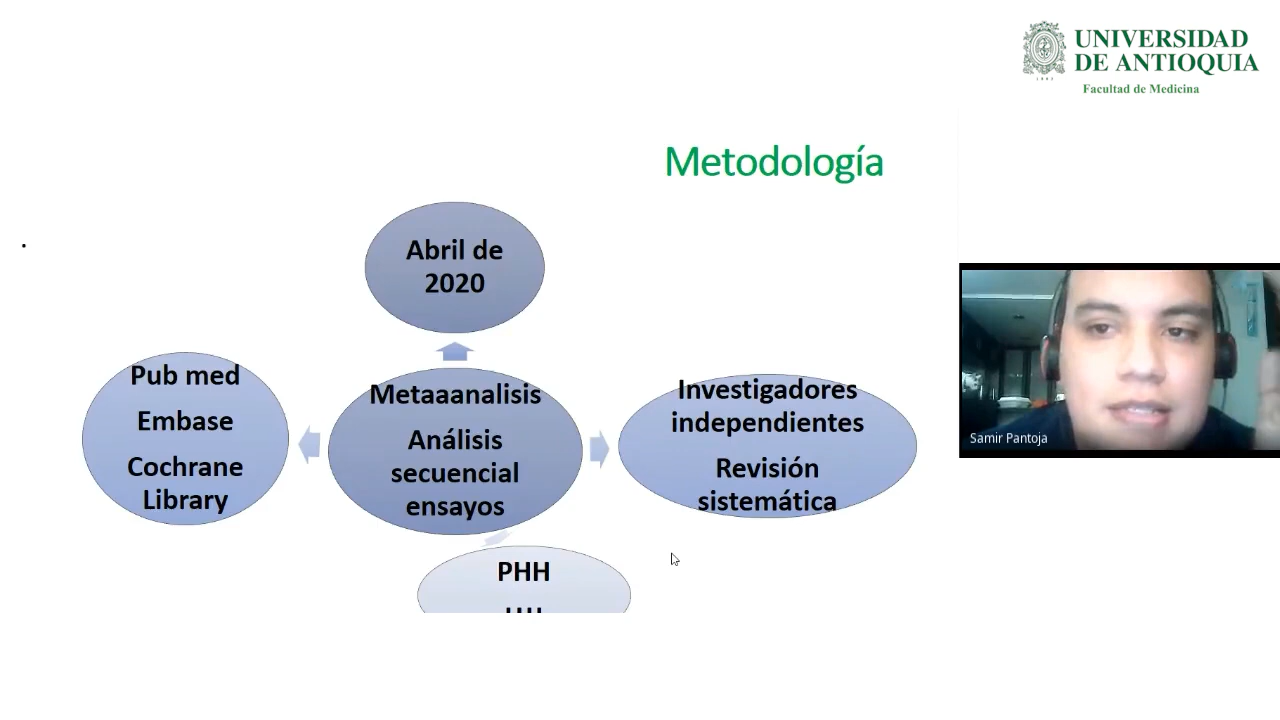 UNIVERSIDAD
DE ANTIOQUIA
Facultad de Medicina
Metodología
.
Abril de
2020
Pub med
Embase
Cochrane
Library
Metaaanalisis
Análisis
secuencial
ensayos
Investigadores
independientes
Revisión
sistemática
PHH
Samir Pantoja